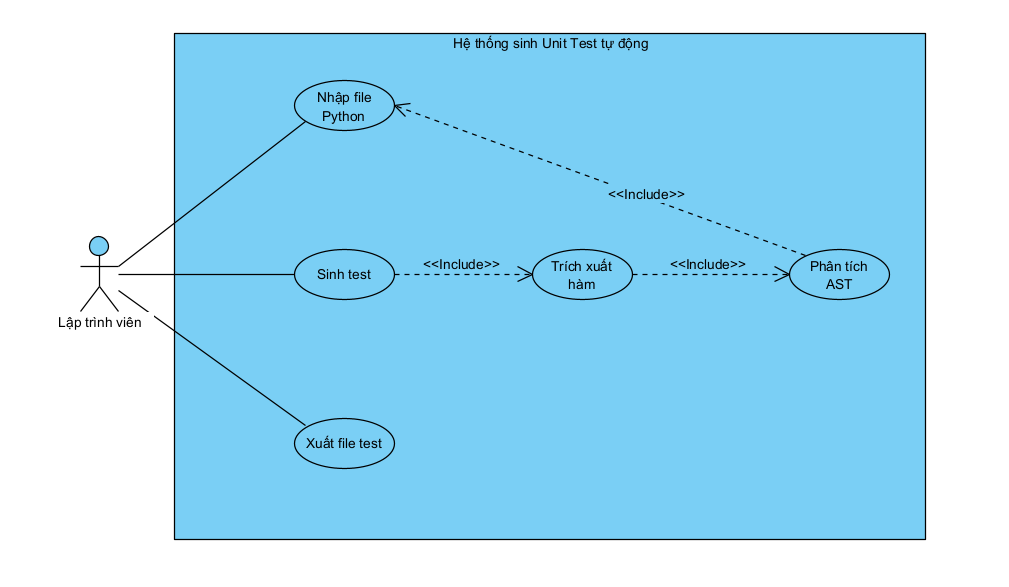 Hệ thống sinh Unit Test tự động
Nhập file
Python
<<Include>>
Sinh test
<<Include>>
Trích xuất
hàm
<<Include>>
Phân tích
AST
Lập trình viên
Xuất file test